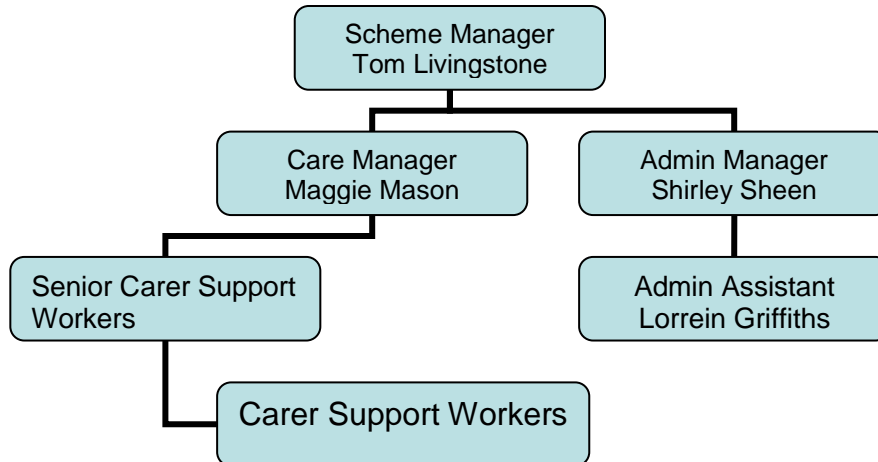 Scheme Manager
Tom Livingstone
Care Manager
Maggie Mason
Admin Manager
Shirley Sheen
Senior Carer Support
Workers
Admin Assistant
Lorrein Griffiths
Carer Support Workers